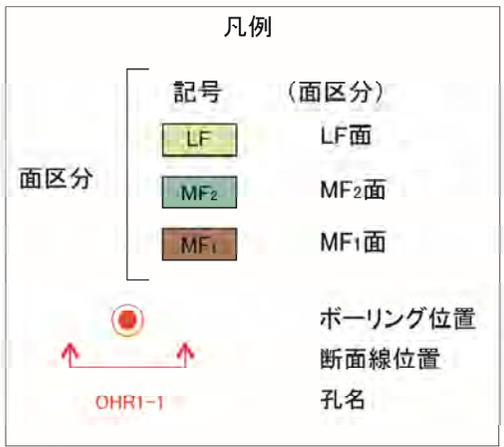 凡例
記号 (面区分)
面区分
LF LF面
MF2 MF2面
MF1 MF1面
ボーリング位置
断面線位置
OHR1-1 孔名